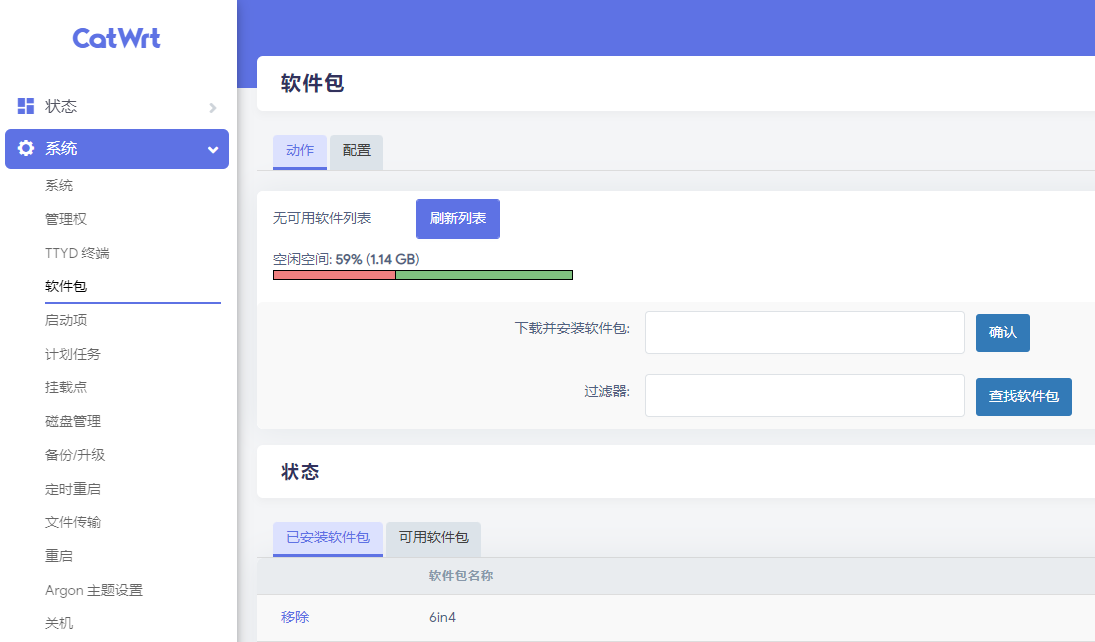 CatWrt
状态
系统
系统
管理权
TTYD 终端
软件包
启动项
计划任务
挂载点
磁盘管理
备份/升级
定时重启
文件传输
重启
Argon 主题设置
关机
软件包
动作 配置
无可用软件列表 刷新列表
空闲空间: 59% (1.14 GB)
下载并安装软件包: 确认
过滤器: 查找软件包
状态
已安装软件包 可用软件包
软件包名称
移除 6in4